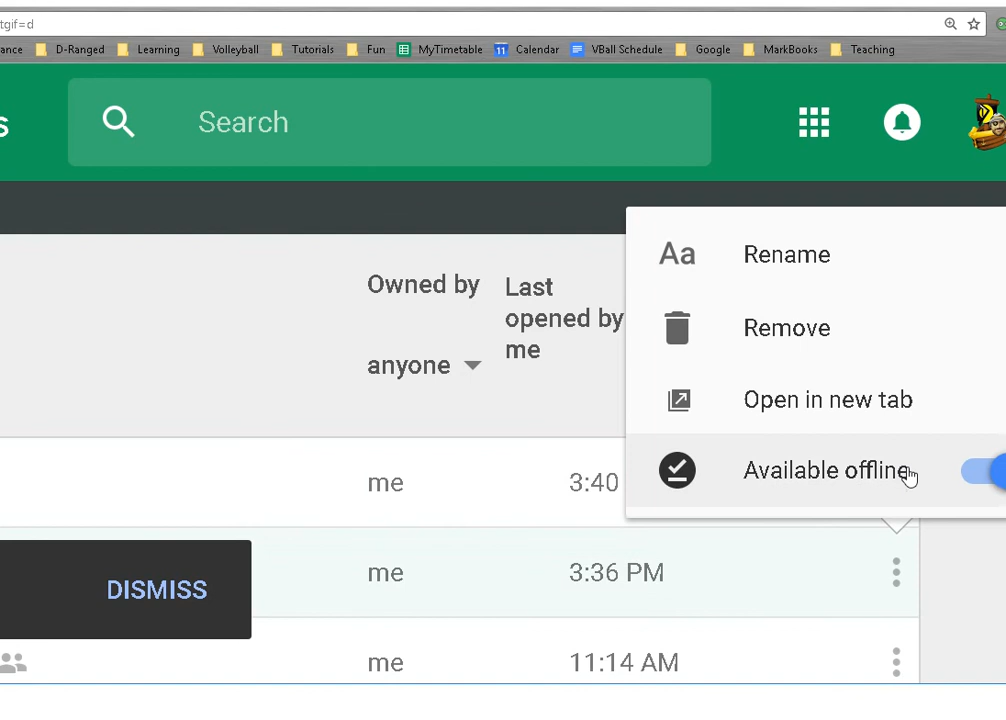 tgif=d
ance D-Ranged Learning Volleyball Tutorials Fun MyTimetable 11 Calendar VBall Schedule Google MarkBooks Teaching
s Search
Aa Rename
Owned by
Last
opened by
me
Remove
anyone
Open in new tab
Available offline
me 3:40
me 3:36 PM
DISMISS
me 11:14 AM